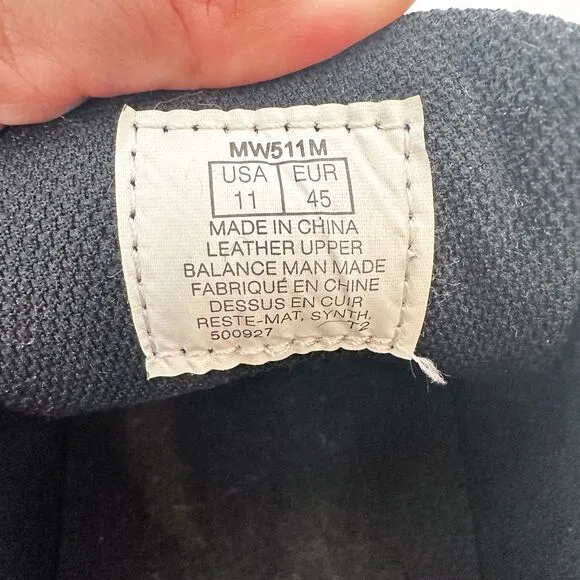 MW511M
USA EUR
11 45
MADE IN CHINA
LEATHER UPPER
BALANCE MAN MADE
FABRIQUÉ EN CHINE
DESSUS EN CUIR
RESTE-MAT, SYNTH,
500927 T2